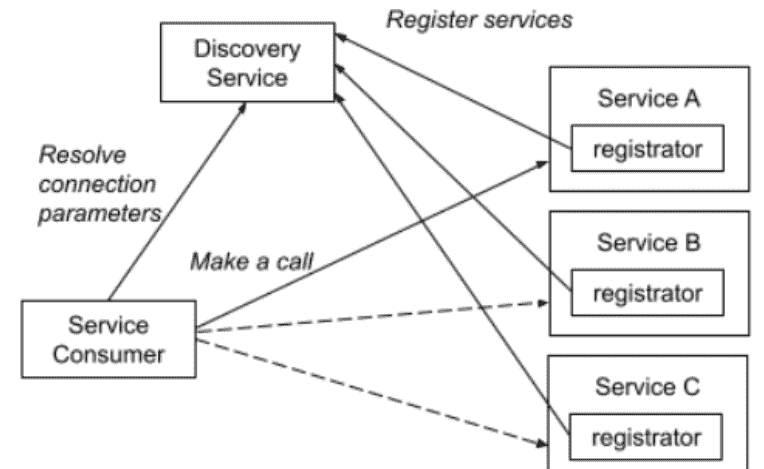 Register services
Discovery
Service
Service A
registrator
Resolve
connection
parameters
Service B
Make a call
registrator
Service
Consumer
Service C
registrator